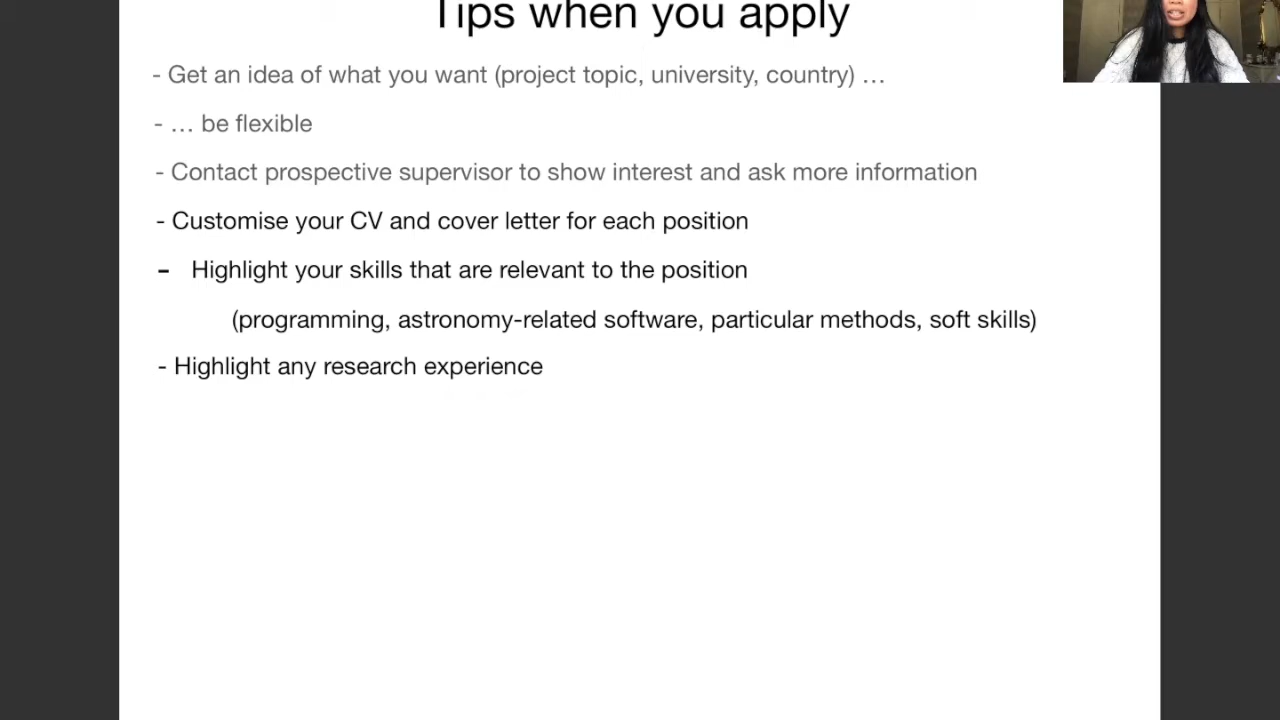 Tips when you apply
- Get an idea of what you want (project topic, university, country) …
- … be flexible
- Contact prospective supervisor to show interest and ask more information
- Customise your CV and cover letter for each position
- Highlight your skills that are relevant to the position
(programming, astronomy-related software, particular methods, soft skills)
- Highlight any research experience